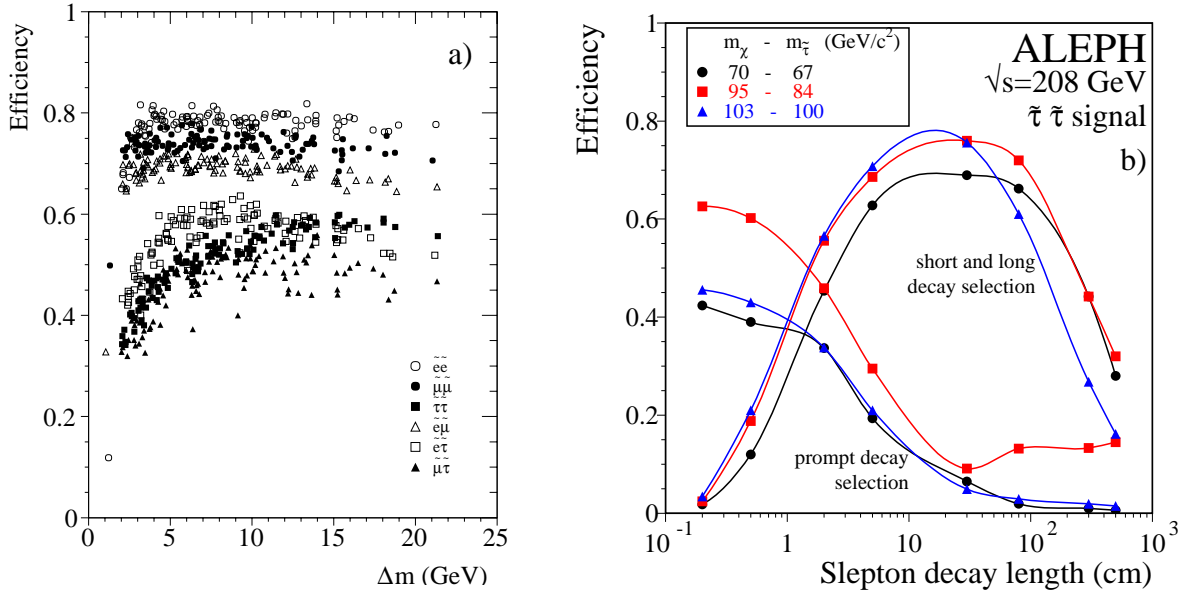 Efficiency
a)
1
0.8
0.6
0.4
0.2
0
0 5 10 15 20 25
Δm (GeV)
ẽẽ
μ̃μ̃
τ̃τ̃
ẽμ̃
ẽτ̃
μ̃τ̃
Efficiency
b)
1
0.8
0.6
0.4
0.2
0
mχ - mτ̃ (GeV/c²)
70 - 67
95 - 84
103 - 100
ALEPH
√s=208 GeV
τ̃ τ̃ signal
short and long
decay selection
prompt decay
selection
10⁻¹ 1 10 10² 10³
Slepton decay length (cm)